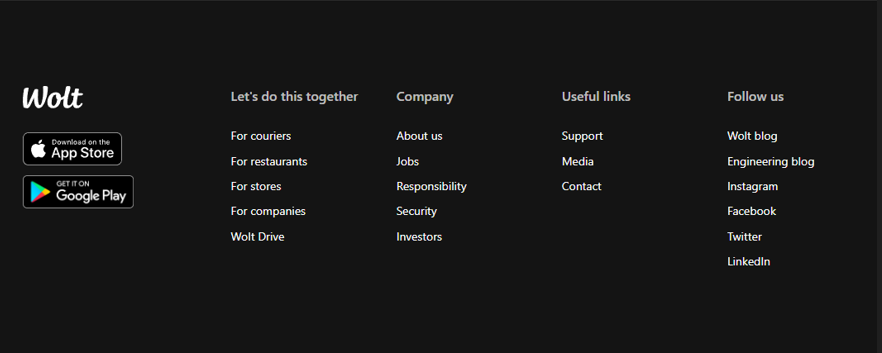 Wolt
Download on the
App Store
GET IT ON
Google Play
Let's do this together
For couriers
For restaurants
For stores
For companies
Wolt Drive
Company
About us
Jobs
Responsibility
Security
Investors
Useful links
Support
Media
Contact
Follow us
Wolt blog
Engineering blog
Instagram
Facebook
Twitter
LinkedIn